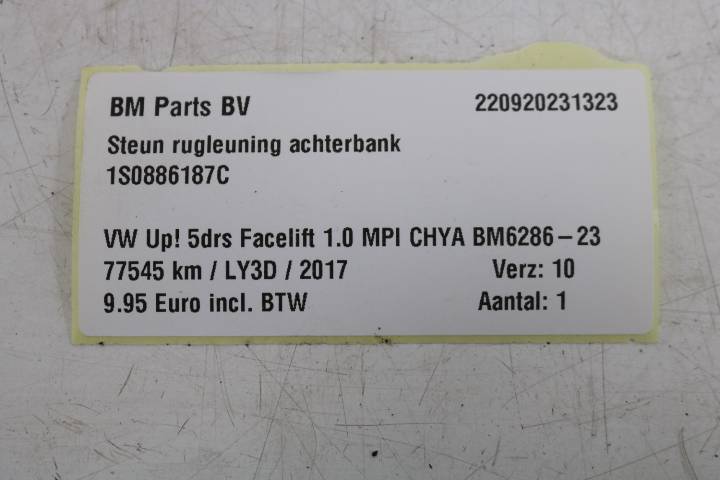 BM Parts BV 220920231323
Steun rugleuning achterbank
1S0886187C
VW Up! 5drs Facelift 1.0 MPI CHYA BM6286-23
77545 km / LY3D / 2017 Verz: 10
9.95 Euro incl. BTW Aantal: 1